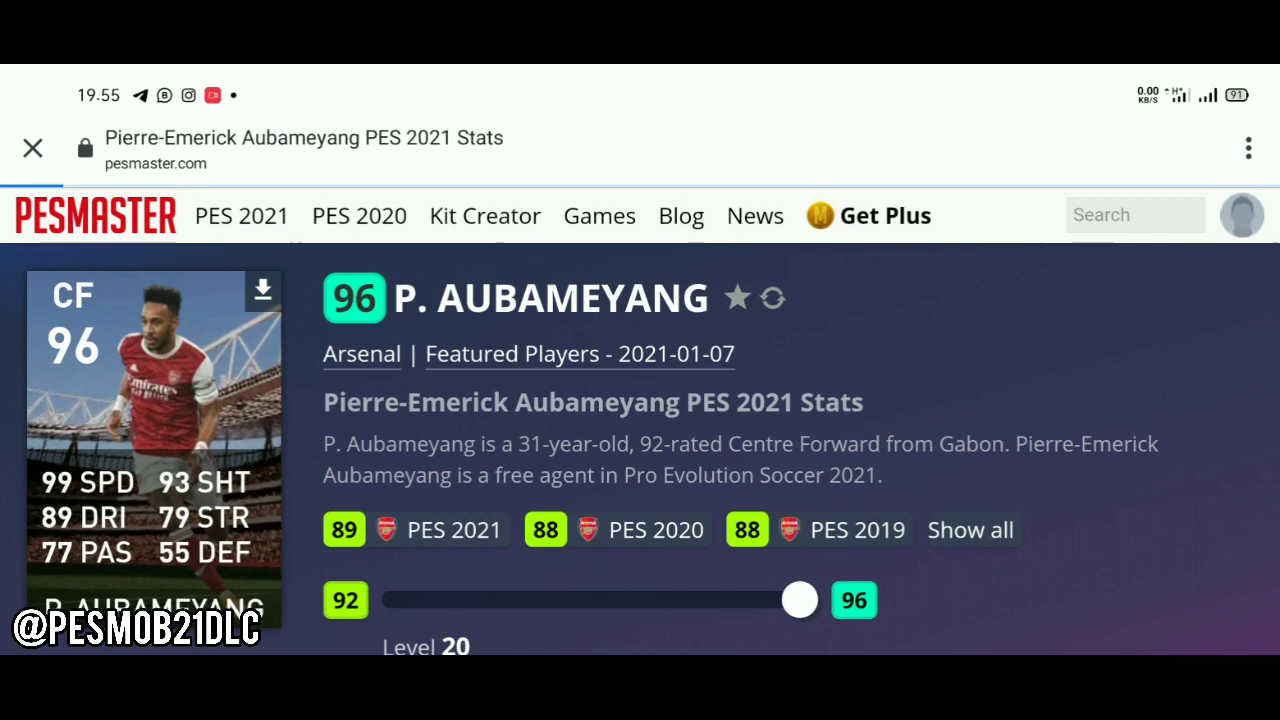 19.55
0.00 KB/S
H+
91
Pierre-Emerick Aubameyang PES 2021 Stats
pesmaster.com
PESMASTER PES 2021 PES 2020 Kit Creator Games Blog News Get Plus Search
CF
96
Emirates
99 SPD 93 SHT
89 DRI 79 STR
77 PAS 55 DEF
P. AUBAMEYANG
@PESMOB21DLC
96 P. AUBAMEYANG
Arsenal | Featured Players - 2021-01-07
Pierre-Emerick Aubameyang PES 2021 Stats
P. Aubameyang is a 31-year-old, 92-rated Centre Forward from Gabon. Pierre-Emerick
Aubameyang is a free agent in Pro Evolution Soccer 2021.
89 PES 2021 88 PES 2020 88 PES 2019 Show all
92 96
Level 20